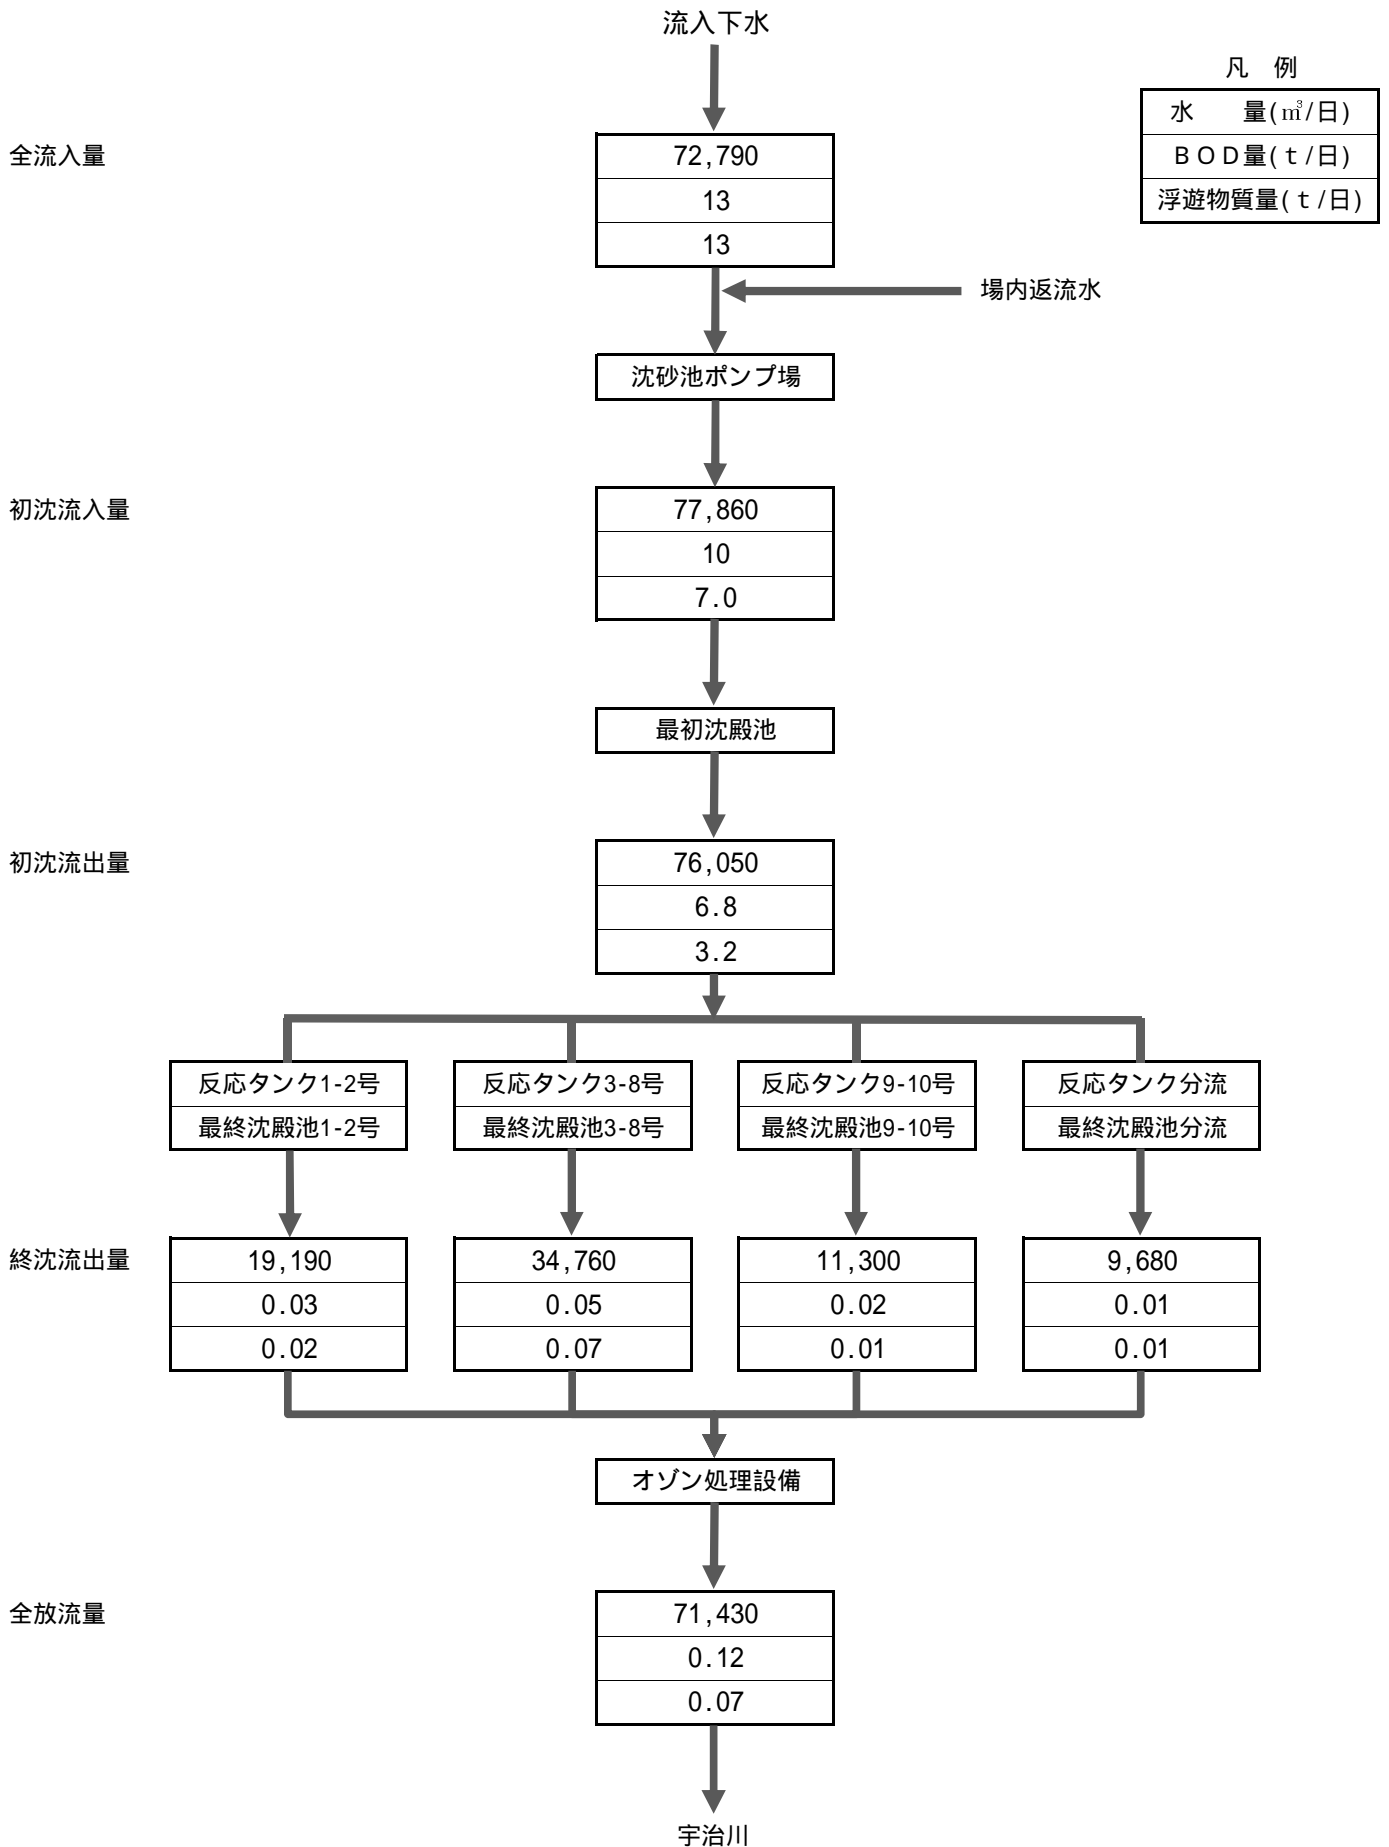 流入下水
凡　例
水　　量(㎥/日)
ＢＯＤ量(ｔ/日)
浮遊物質量(ｔ/日)
全流入量
72,790
13
13
場内返流水
沈砂池ポンプ場
初沈流入量
77,860
10
7.0
最初沈殿池
初沈流出量
76,050
6.8
3.2
反応タンク1-2号
最終沈殿池1-2号
反応タンク3-8号
最終沈殿池3-8号
反応タンク9-10号
最終沈殿池9-10号
反応タンク分流
最終沈殿池分流
終沈流出量
19,190
0.03
0.02
34,760
0.05
0.07
11,300
0.02
0.01
9,680
0.01
0.01
オゾン処理設備
全放流量
71,430
0.12
0.07
宇治川